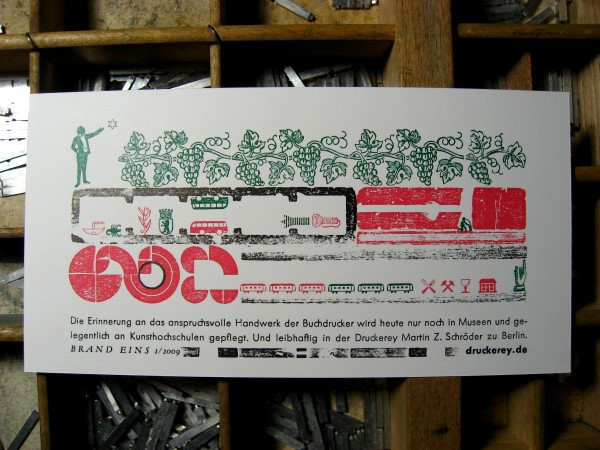 Die Erinnerung an das anspruchsvolle Handwerk der Buchdrucker wird heute nur noch in Museen und ge-
legentlich an Kunsthochschulen gepflegt. Und leibhaftig in der Druckerey Martin Z. Schröder zu Berlin.
BRAND EINS 1/2009 druckerey.de